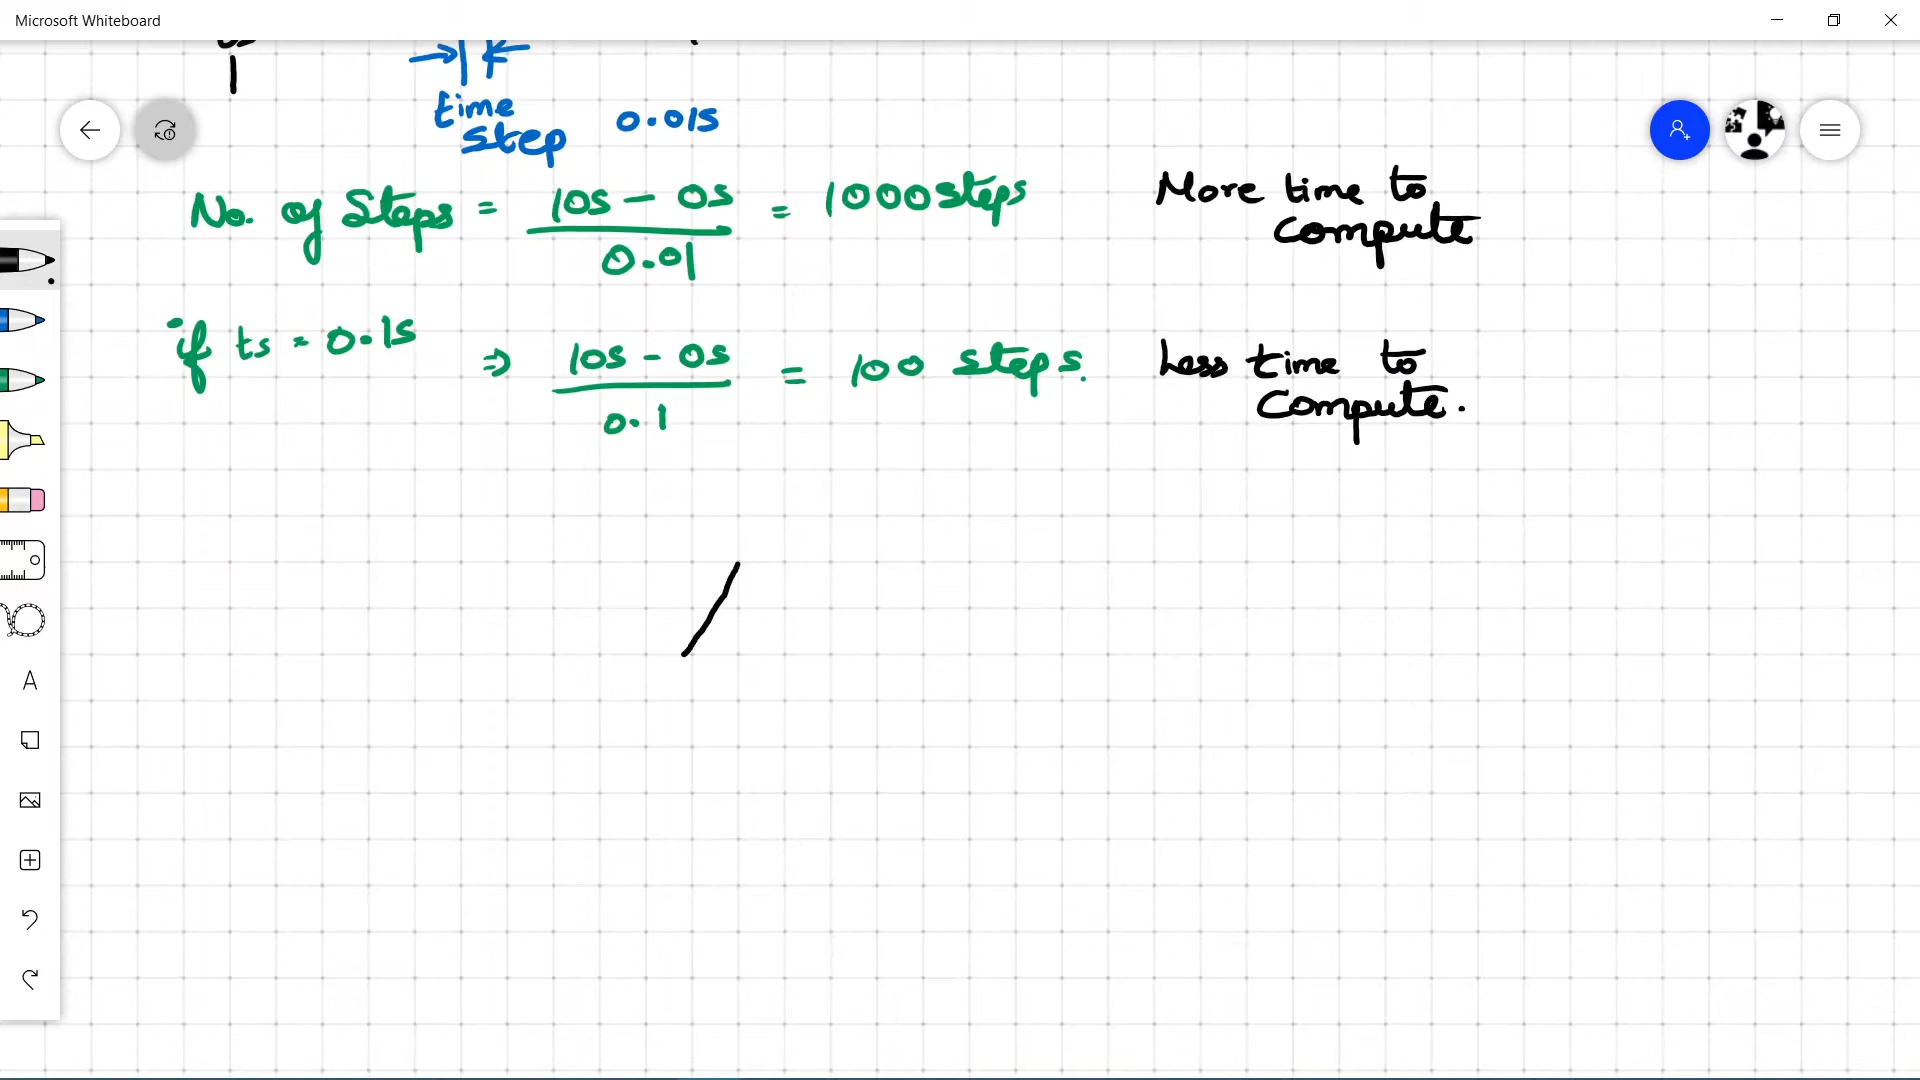 Microsoft Whiteboard
time
step 0.01s
No. of Steps = 10s - 0s / 0.01 = 1000 steps
More time to
compute
if ts = 0.1s ⇒ 10s - 0s / 0.1 = 100 steps.
Less time to
compute.
A